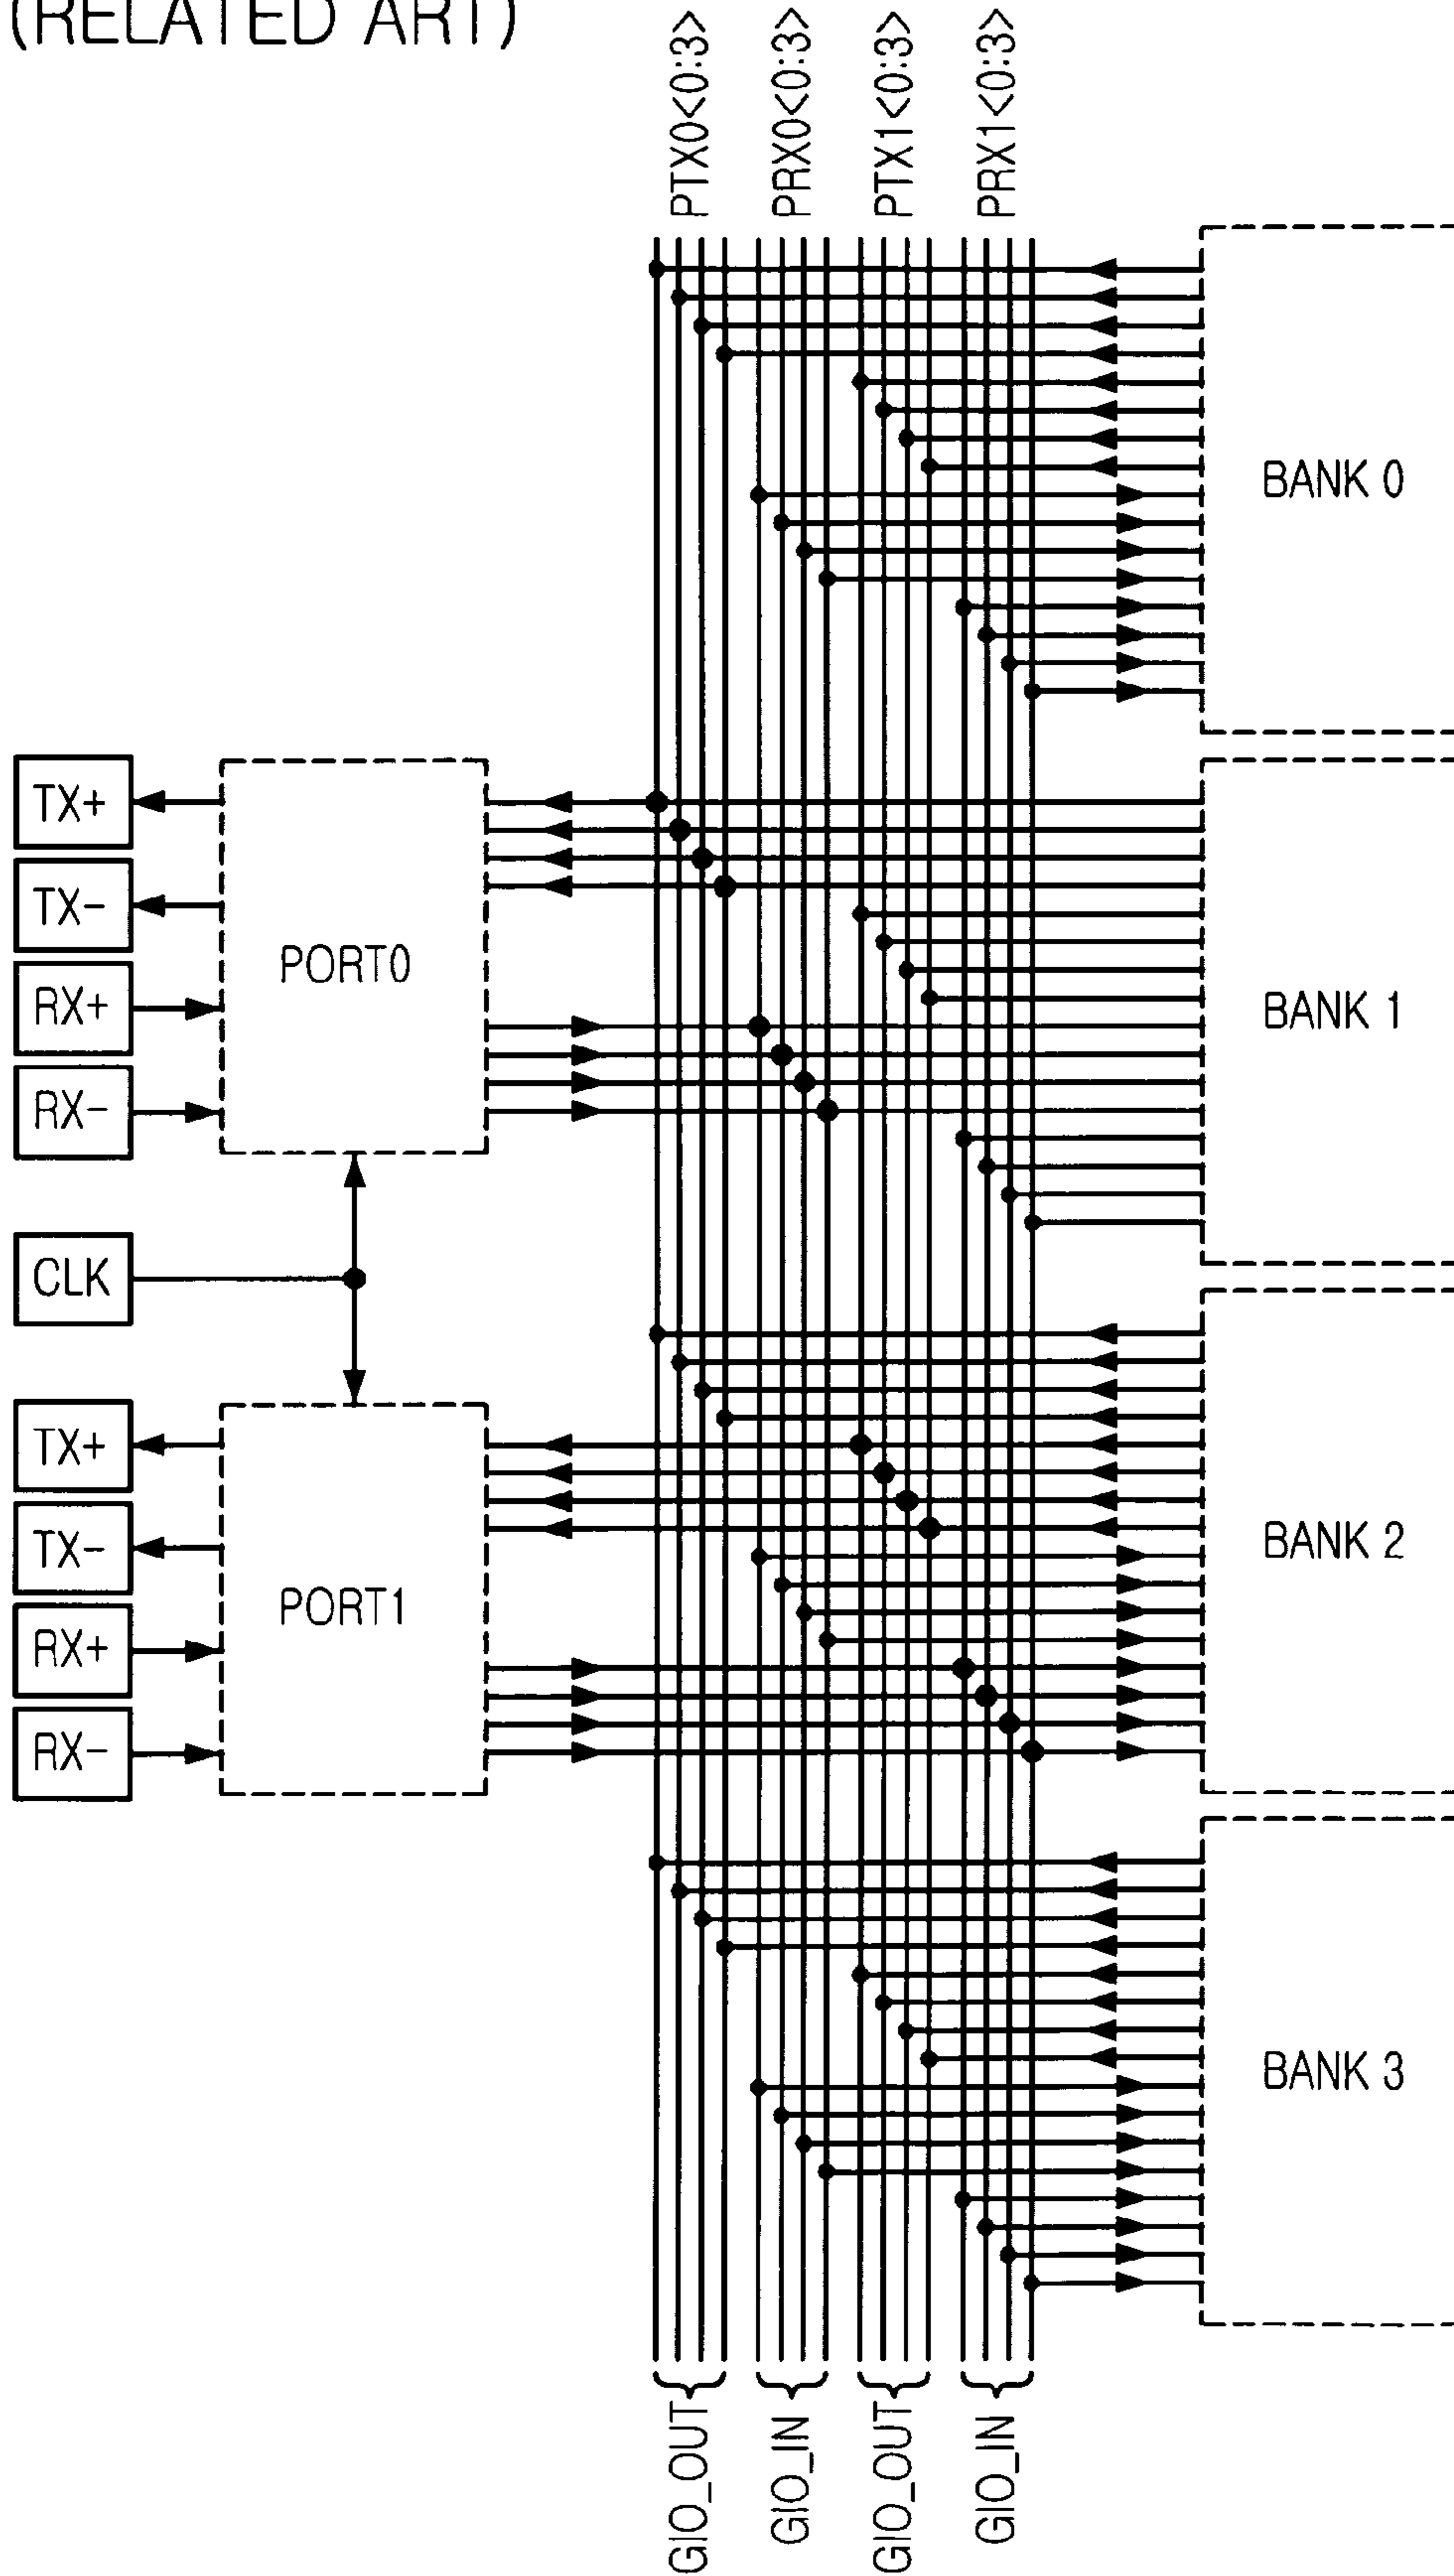 (RELATED ART)
PTX0<0:3>
PRX0<0:3>
PTX1<0:3>
PRX1<0:3>
BANK 0
TX+
TX-
RX+
RX-
PORT0
BANK 1
CLK
TX+
TX-
RX+
RX-
PORT1
BANK 2
BANK 3
GIO_OUT
GIO_IN
GIO_OUT
GIO_IN